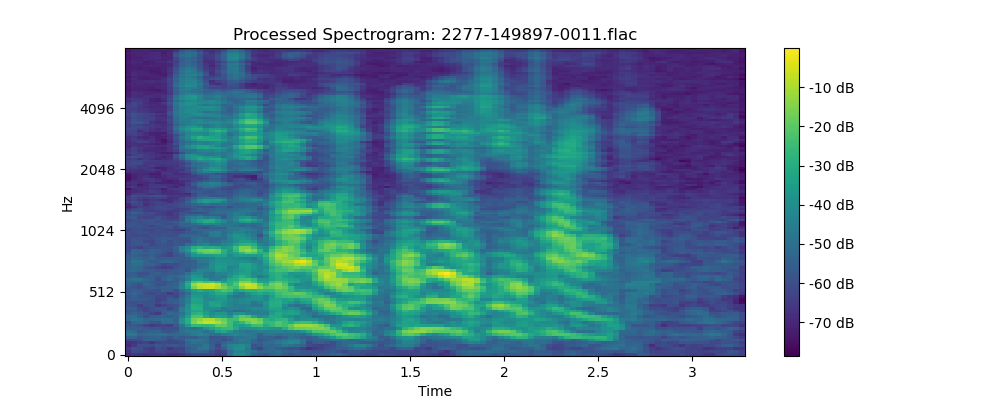 Processed Spectrogram: 2277-149897-0011.flac
4096
2048
1024
512
0
Hz
0
0.5
1
1.5
2
2.5
3
Time
-10 dB
-20 dB
-30 dB
-40 dB
-50 dB
-60 dB
-70 dB